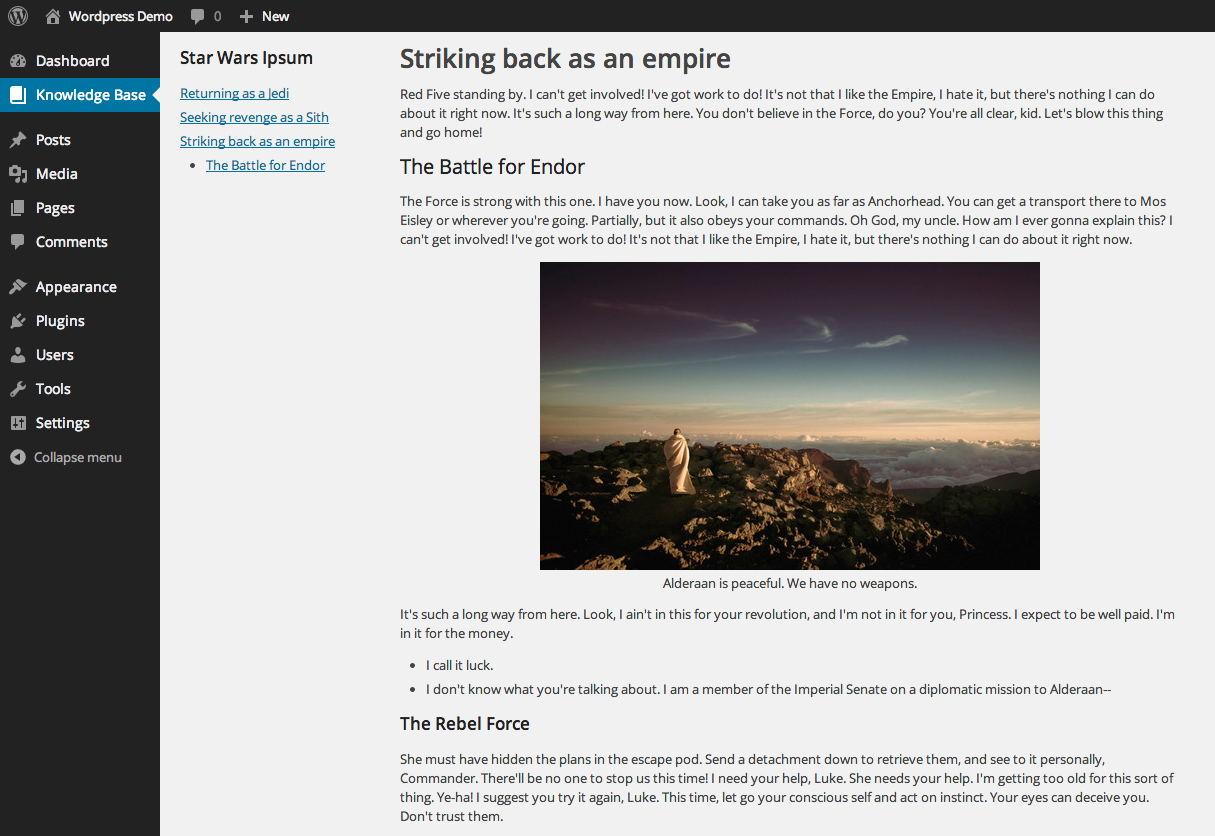 Wordpress Demo 0 New
Dashboard
Knowledge Base
Posts
Media
Pages
Comments
Appearance
Plugins
Users
Tools
Settings
Collapse menu
Star Wars Ipsum
Returning as a Jedi
Seeking revenge as a Sith
Striking back as an empire
The Battle for Endor
Striking back as an empire
Red Five standing by. I can't get involved! I've got work to do! It's not that I like the Empire, I hate it, but there's nothing I can do
about it right now. It's such a long way from here. You don't believe in the Force, do you? You're all clear, kid. Let's blow this thing
and go home!
The Battle for Endor
The Force is strong with this one. I have you now. Look, I can take you as far as Anchorhead. You can get a transport there to Mos
Eisley or wherever you're going. Partially, but it also obeys your commands. Oh God, my uncle. How am I ever gonna explain this? I
can't get involved! I've got work to do! It's not that I like the Empire, I hate it, but there's nothing I can do about it right now.
Alderaan is peaceful. We have no weapons.
It's such a long way from here. Look, I ain't in this for your revolution, and I'm not in it for you, Princess. I expect to be well paid. I'm
in it for the money.
I call it luck.
I don't know what you're talking about. I am a member of the Imperial Senate on a diplomatic mission to Alderaan--
The Rebel Force
She must have hidden the plans in the escape pod. Send a detachment down to retrieve them, and see to it personally,
Commander. There'll be no one to stop us this time! I need your help, Luke. She needs your help. I'm getting too old for this sort of
thing. Ye-ha! I suggest you try it again, Luke. This time, let go your conscious self and act on instinct. Your eyes can deceive you.
Don't trust them.